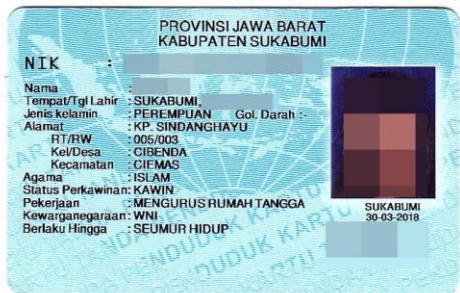 PROVINSI JAWA BARAT
KABUPATEN SUKABUMI
NIK :
Nama :
Tempat/Tgl Lahir : SUKABUMI,
Jenis kelamin : PEREMPUAN Gol. Darah :-
Alamat : KP. SINDANGHAYU
RT/RW : 005/003
Kel/Desa : CIBENDA
Kecamatan : CIEMAS
Agama : ISLAM
Status Perkawinan: KAWIN
Pekerjaan : MENGURUS RUMAH TANGGA
Kewarganegaraan: WNI
Berlaku Hingga : SEUMUR HIDUP
SUKABUMI
30-03-2018